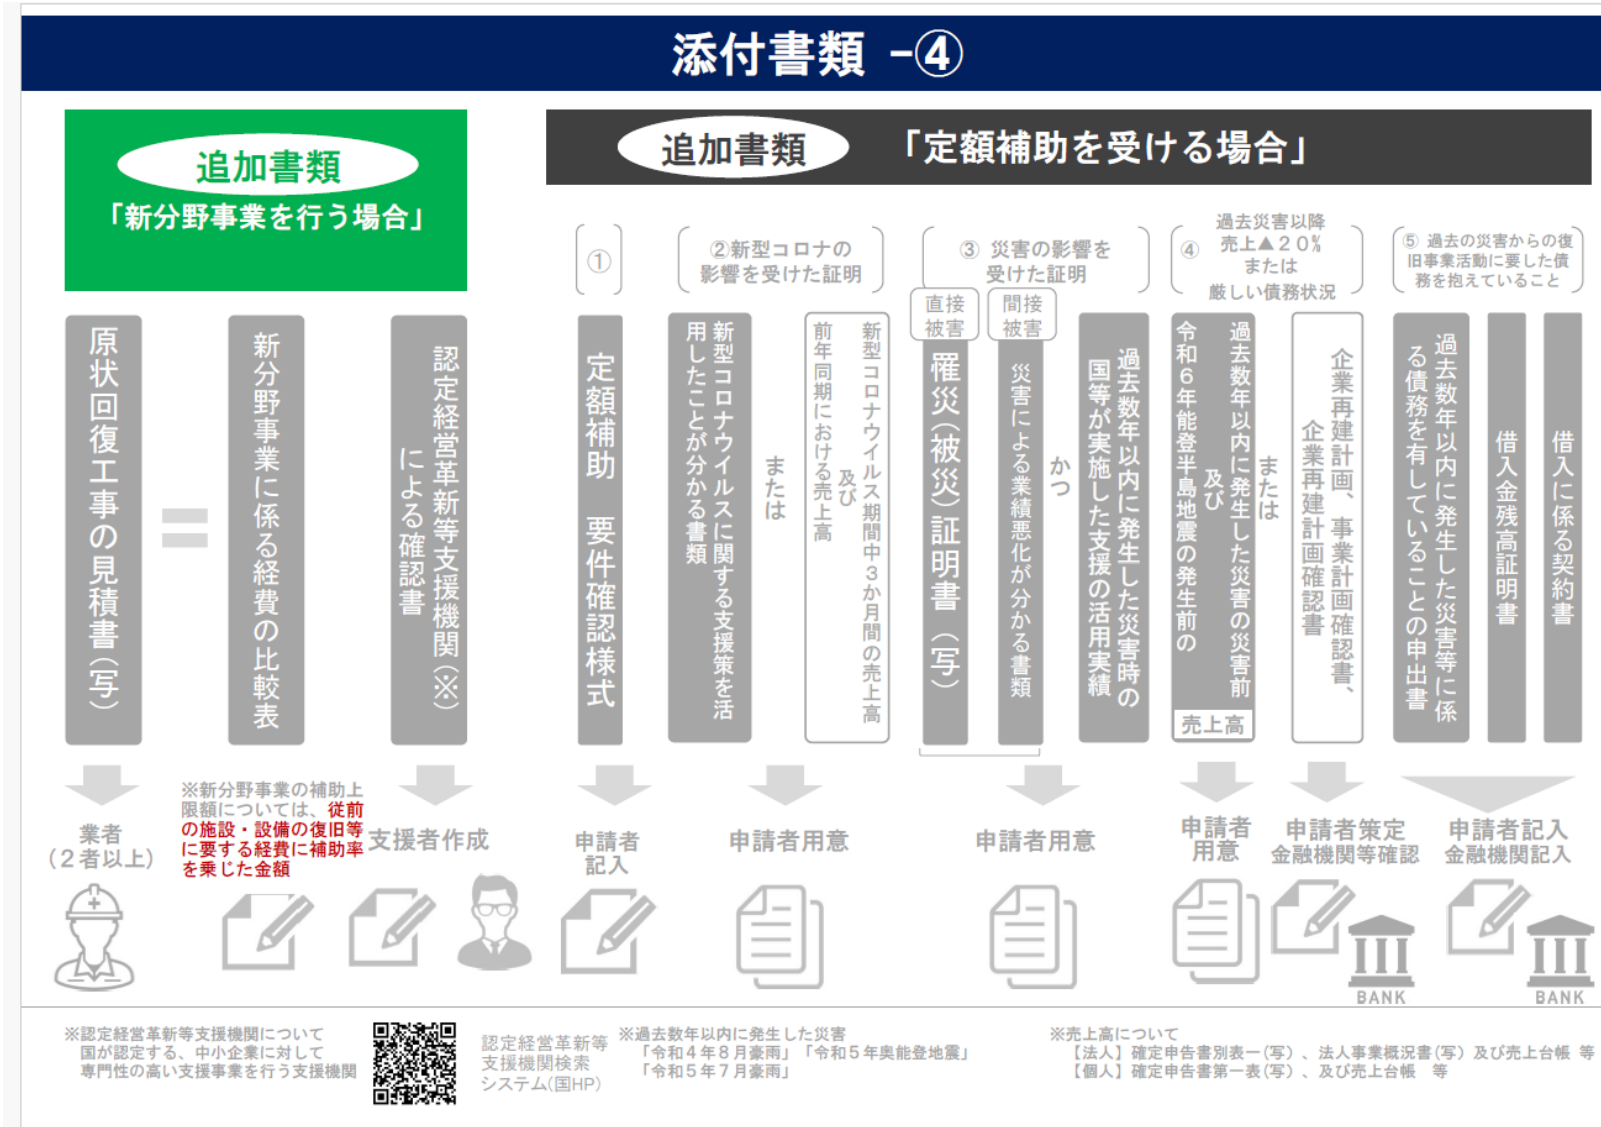 添付書類 -④
追加書類
「新分野事業を行う場合」
原状回復工事の見積書(写)
=
新分野事業に係る経費の比較表
認定経営革新等支援機関(※)
による確認書
業者
(２者以上)
※新分野事業の補助上
限額については、従前
の施設・設備の復旧等
に要する経費に補助率
を乗じた金額
支援者作成
追加書類
「定額補助を受ける場合」
①
定額補助 要件確認様式
申請者
記入
②新型コロナの
影響を受けた証明
新型コロナウイルスに関する支援策を活
用したことが分かる書類
または
新型コロナウイルス期間中３か月間の売上高
及び
前年同期における売上高
申請者用意
③ 災害の影響を
受けた証明
直接
被害
罹災(被災)証明書(写)
間接
被害
災害による業績悪化が分かる書類
かつ
過去数年以内に発生した災害時の
国等が実施した支援の活用実績
申請者用意
④
過去災害以降
売上▲２０%
または
厳しい債務状況
過去数年以内に発生した災害の災害前
及び
令和６年能登半島地震の発生前の
売上高
または
企業再建計画、事業計画確認書、
企業再建計画確認書
申請者
用意
申請者策定
金融機関等確認
BANK
⑤ 過去の災害からの復
旧事業活動に要した債
務を抱えていること
過去数年以内に発生した災害等に係
る債務を有していることの申出書
借入金残高証明書
借入に係る契約書
申請者記入
金融機関記入
BANK
※認定経営革新等支援機関について
国が認定する、中小企業に対して
専門性の高い支援事業を行う支援機関
認定経営革新等
支援機関検索
システム(国HP)
※過去数年以内に発生した災害
「令和４年８月豪雨」「令和５年奥能登地震」
「令和５年７月豪雨」
※売上高について
【法人】確定申告書別表一(写)、法人事業概況書(写)及び売上台帳 等
【個人】確定申告書第一表(写)、及び売上台帳 等